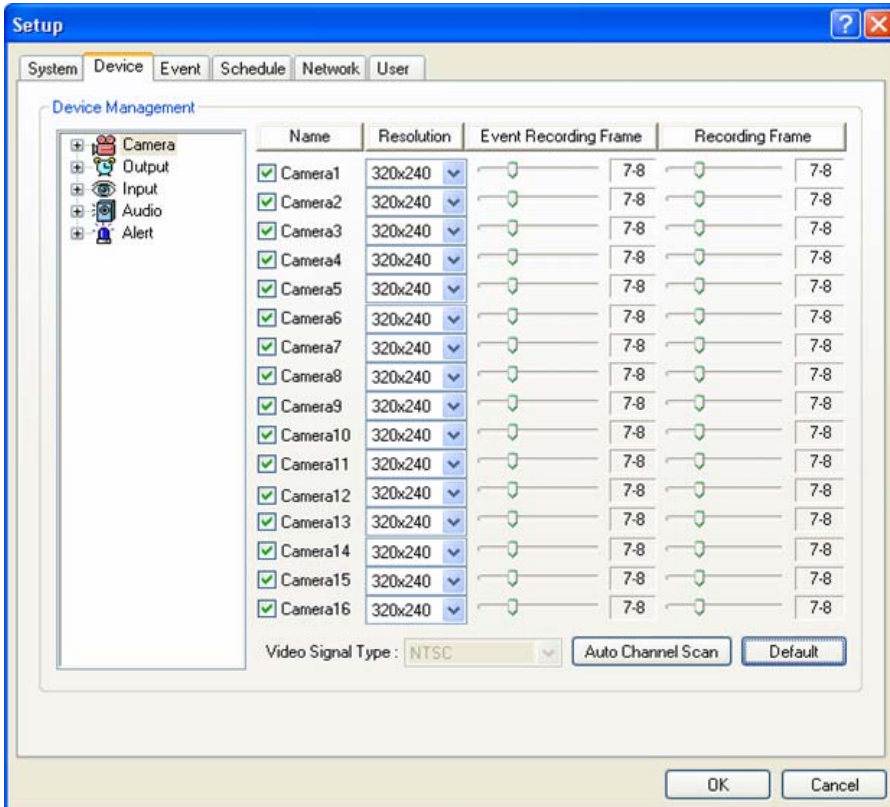 Setup
System Device Event Schedule Network User
Device Management
Camera
Output
Input
Audio
Alert
Name Resolution Event Recording Frame Recording Frame
Camera1 320x240 7-8 7-8
Camera2 320x240 7-8 7-8
Camera3 320x240 7-8 7-8
Camera4 320x240 7-8 7-8
Camera5 320x240 7-8 7-8
Camera6 320x240 7-8 7-8
Camera7 320x240 7-8 7-8
Camera8 320x240 7-8 7-8
Camera9 320x240 7-8 7-8
Camera10 320x240 7-8 7-8
Camera11 320x240 7-8 7-8
Camera12 320x240 7-8 7-8
Camera13 320x240 7-8 7-8
Camera14 320x240 7-8 7-8
Camera15 320x240 7-8 7-8
Camera16 320x240 7-8 7-8
Video Signal Type : NTSC Auto Channel Scan Default
OK Cancel